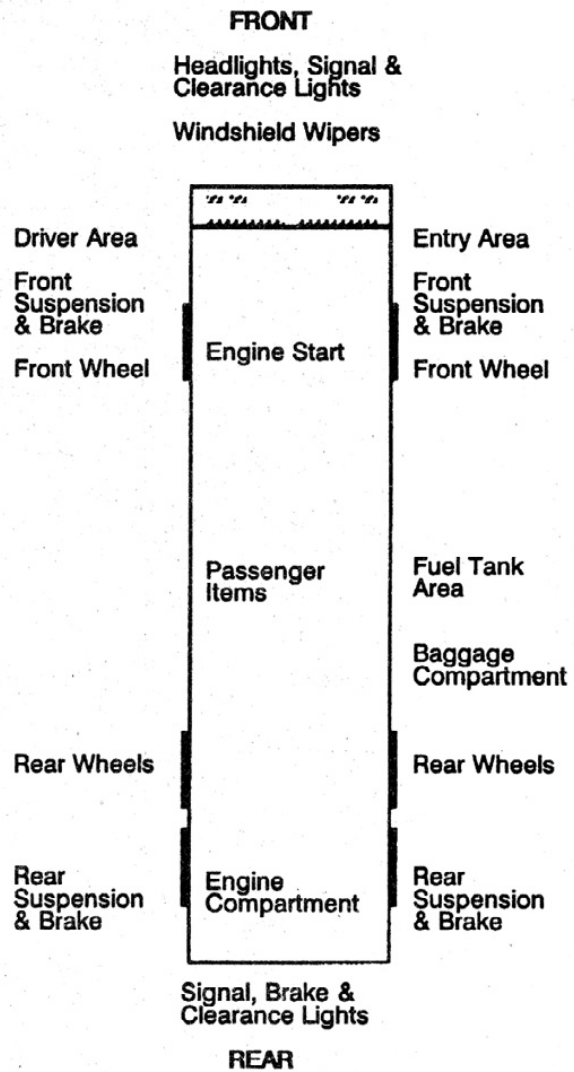 FRONT
Headlights, Signal &
Clearance Lights
Windshield Wipers
Driver Area
Entry Area
Front
Suspension
& Brake
Front
Suspension
& Brake
Engine Start
Front Wheel
Front Wheel
Passenger
Items
Fuel Tank
Area
Baggage
Compartment
Rear Wheels
Rear Wheels
Rear
Suspension
& Brake
Engine
Compartment
Rear
Suspension
& Brake
Signal, Brake &
Clearance Lights
REAR